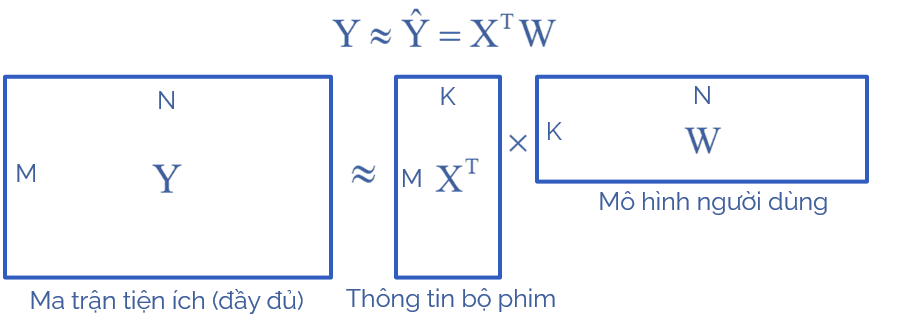 Y ≈ Ŷ = XᵀW
N
K
N
K
M
Y
≈
M
Xᵀ
×
W
Mô hình người dùng
Ma trận tiện ích (đầy đủ)
Thông tin bộ phim